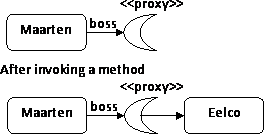 <<proxy>>
Maarten boss
After invoking a method
<<proxy>>
Maarten boss Eelco